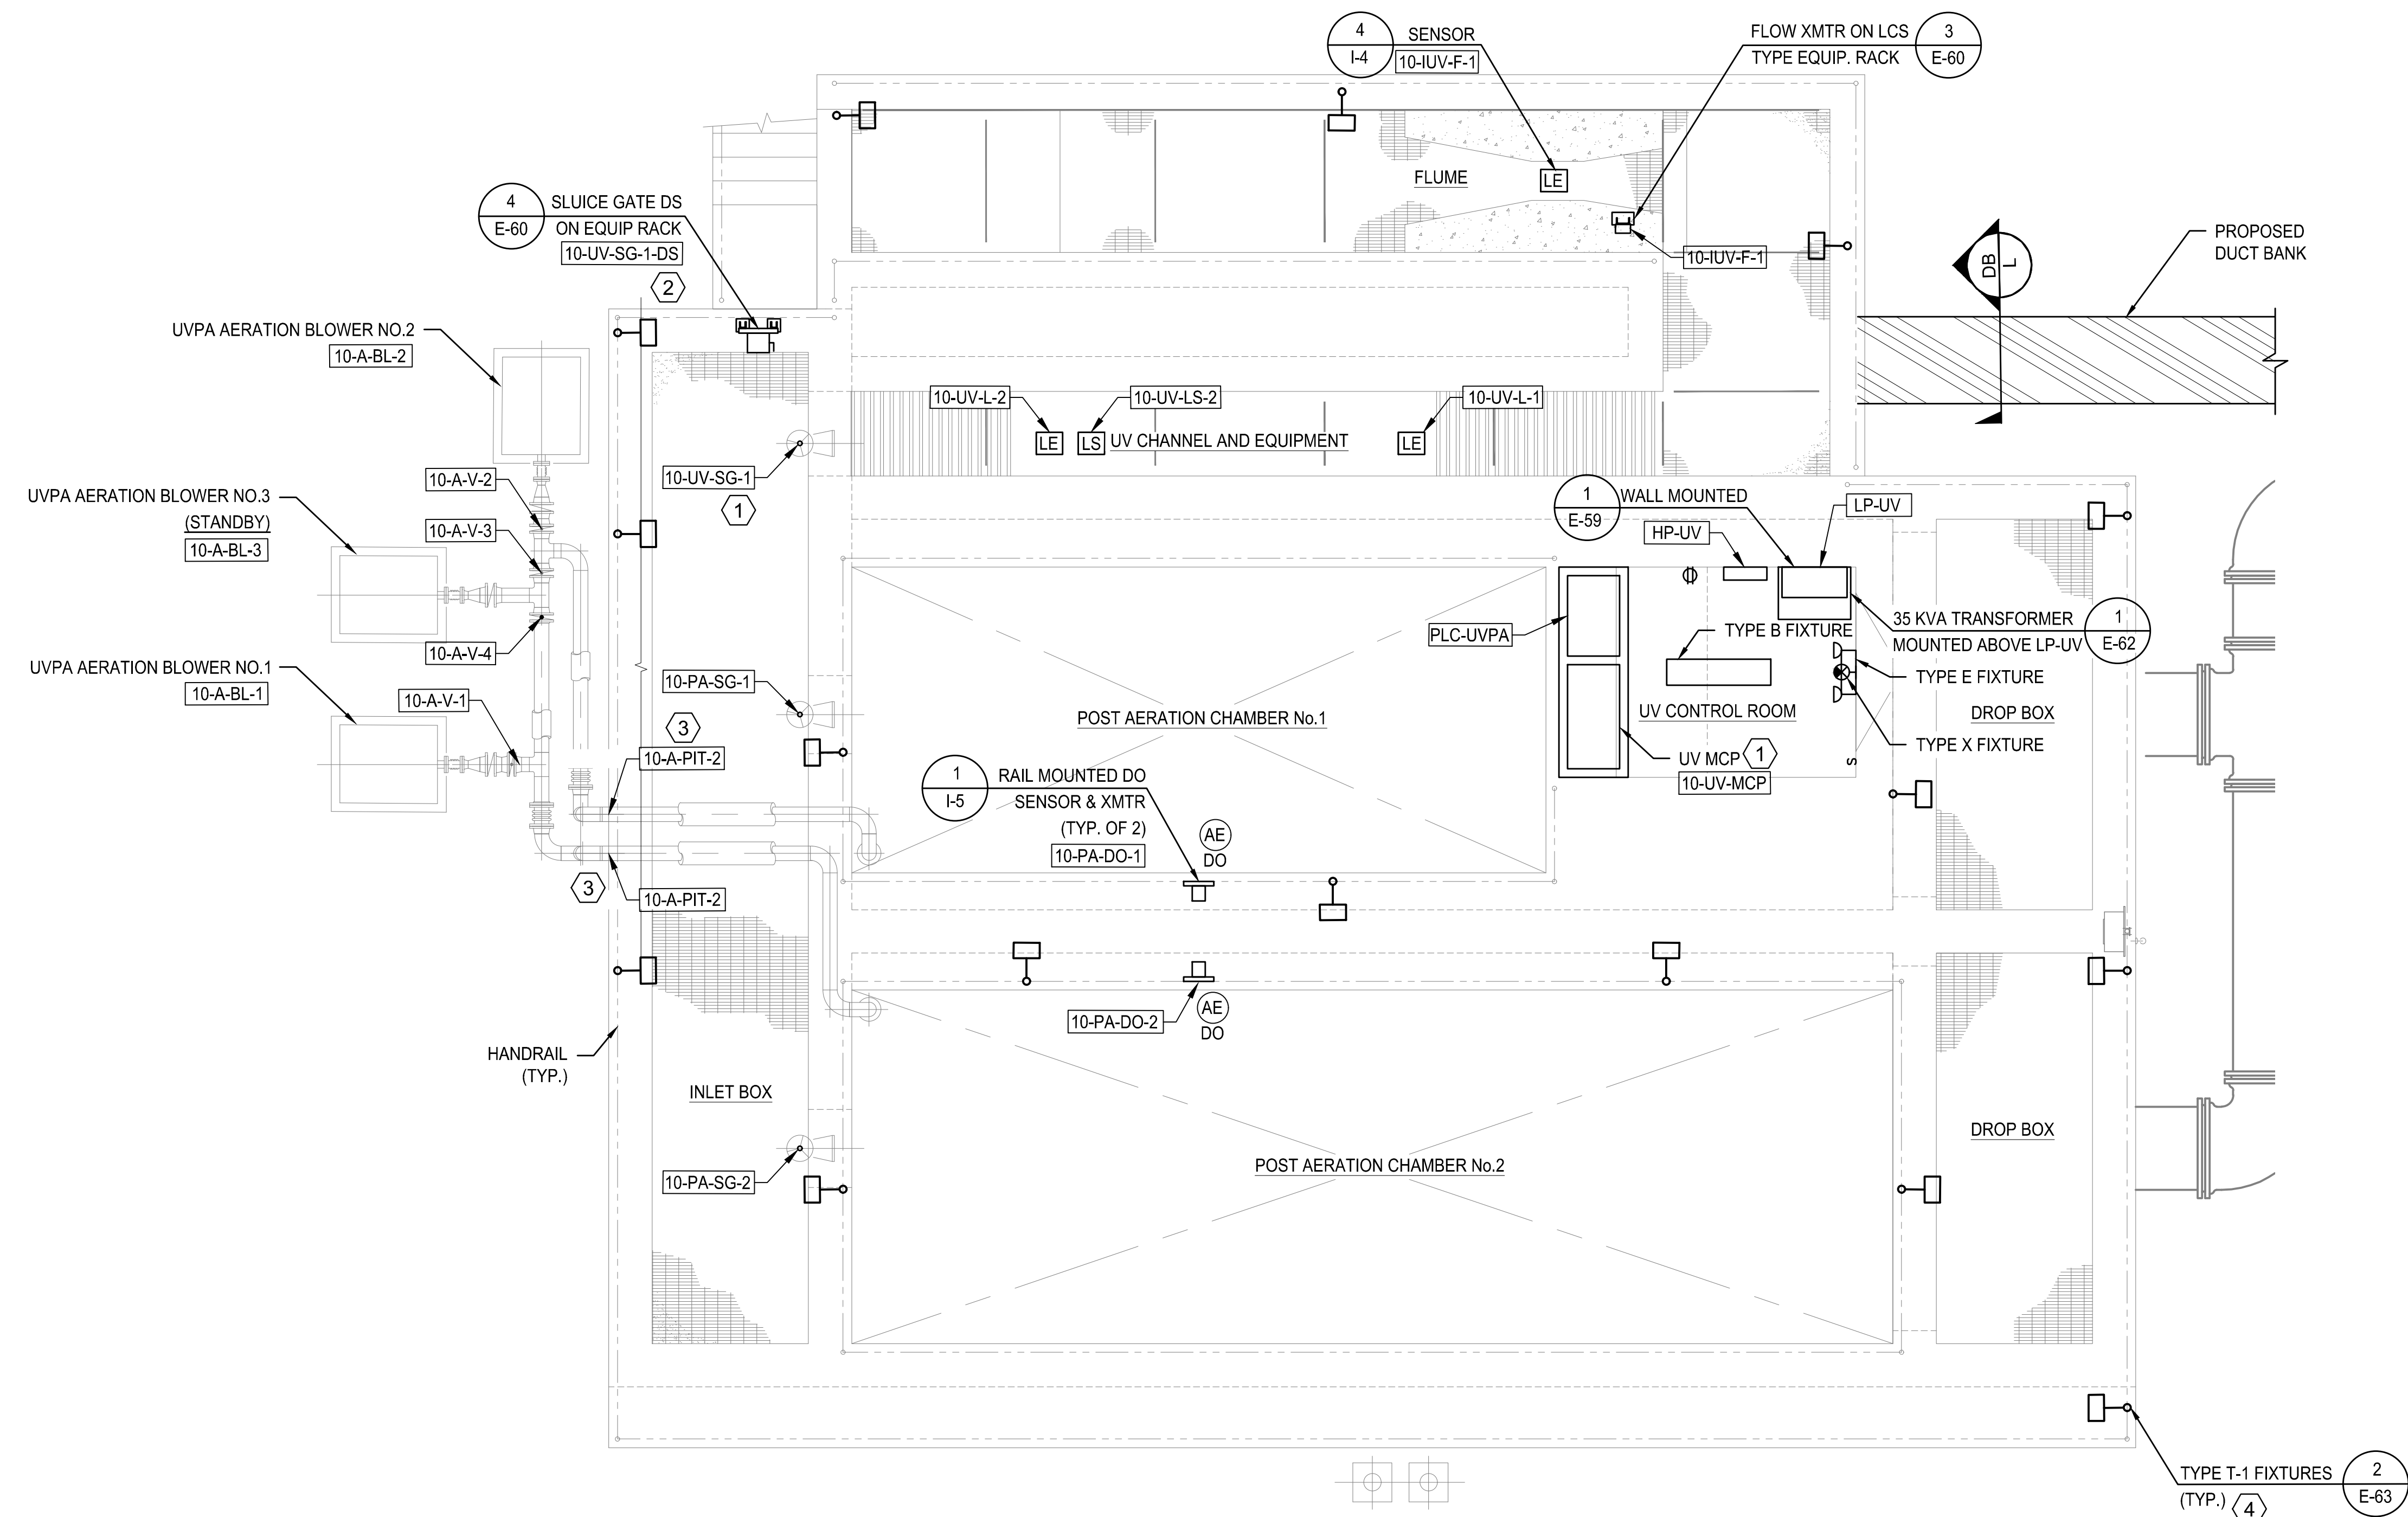 4
I-4
SENSOR
10-IUV-F-1
FLOW XMTR ON LCS
TYPE EQUIP. RACK
3
E-60
4
E-60
SLUICE GATE DS
ON EQUIP RACK
10-UV-SG-1-DS
2
FLUME
LE
10-IUV-F-1
DB
L
PROPOSED
DUCT BANK
UVPA AERATION BLOWER NO.2
10-A-BL-2
10-UV-L-2
10-UV-LS-2
10-UV-L-1
LE
LS
UV CHANNEL AND EQUIPMENT
LE
10-UV-SG-1
1
10-A-V-2
UVPA AERATION BLOWER NO.3
(STANDBY)
10-A-BL-3
10-A-V-3
10-A-V-4
1
E-59
WALL MOUNTED
LP-UV
HP-UV
PLC-UVPA
TYPE B FIXTURE
35 KVA TRANSFORMER
MOUNTED ABOVE LP-UV
1
E-62
TYPE E FIXTURE
UVPA AERATION BLOWER NO.1
10-A-BL-1
10-A-V-1
10-PA-SG-1
3
10-A-PIT-2
POST AERATION CHAMBER No.1
UV CONTROL ROOM
DROP BOX
TYPE X FIXTURE
UV MCP
1
10-UV-MCP
S
1
I-5
RAIL MOUNTED DO
SENSOR & XMTR
(TYP. OF 2)
10-PA-DO-1
AE
DO
3
10-A-PIT-2
10-PA-DO-2
AE
DO
HANDRAIL
(TYP.)
INLET BOX
10-PA-SG-2
POST AERATION CHAMBER No.2
DROP BOX
TYPE T-1 FIXTURES
(TYP.)
4
2
E-63